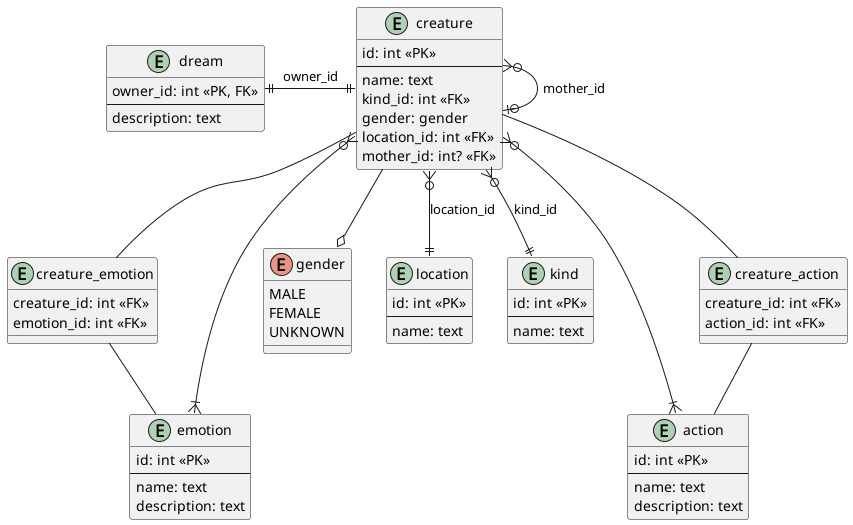 E creature
id: int «PK»
name: text
kind_id: int «FK»
gender: gender
location_id: int «FK»
mother_id: int? «FK»
E dream
owner_id: int «PK, FK»
description: text
owner_id
mother_id
location_id
kind_id
E creature_emotion
creature_id: int «FK»
emotion_id: int «FK»
E gender
MALE
FEMALE
UNKNOWN
E location
id: int «PK»
name: text
E kind
id: int «PK»
name: text
E creature_action
creature_id: int «FK»
action_id: int «FK»
E emotion
id: int «PK»
name: text
description: text
E action
id: int «PK»
name: text
description: text